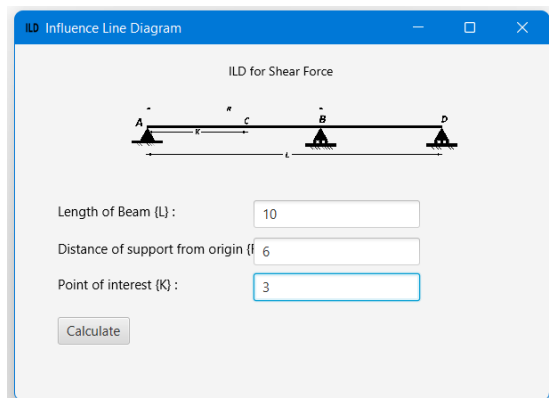 ILD Influence Line Diagram
ILD for Shear Force
A C B D
K
L
Length of Beam {L} : 10
Distance of support from origin { 6
Point of interest {K} : 3
Calculate